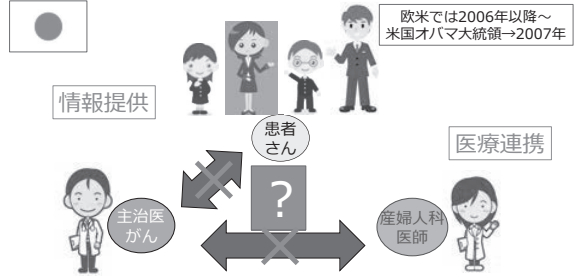 欧米では2006年以降～
米国オバマ大統領→2007年
情報提供
患者
さん
医療連携
?
主治医
がん
産婦人科
医師